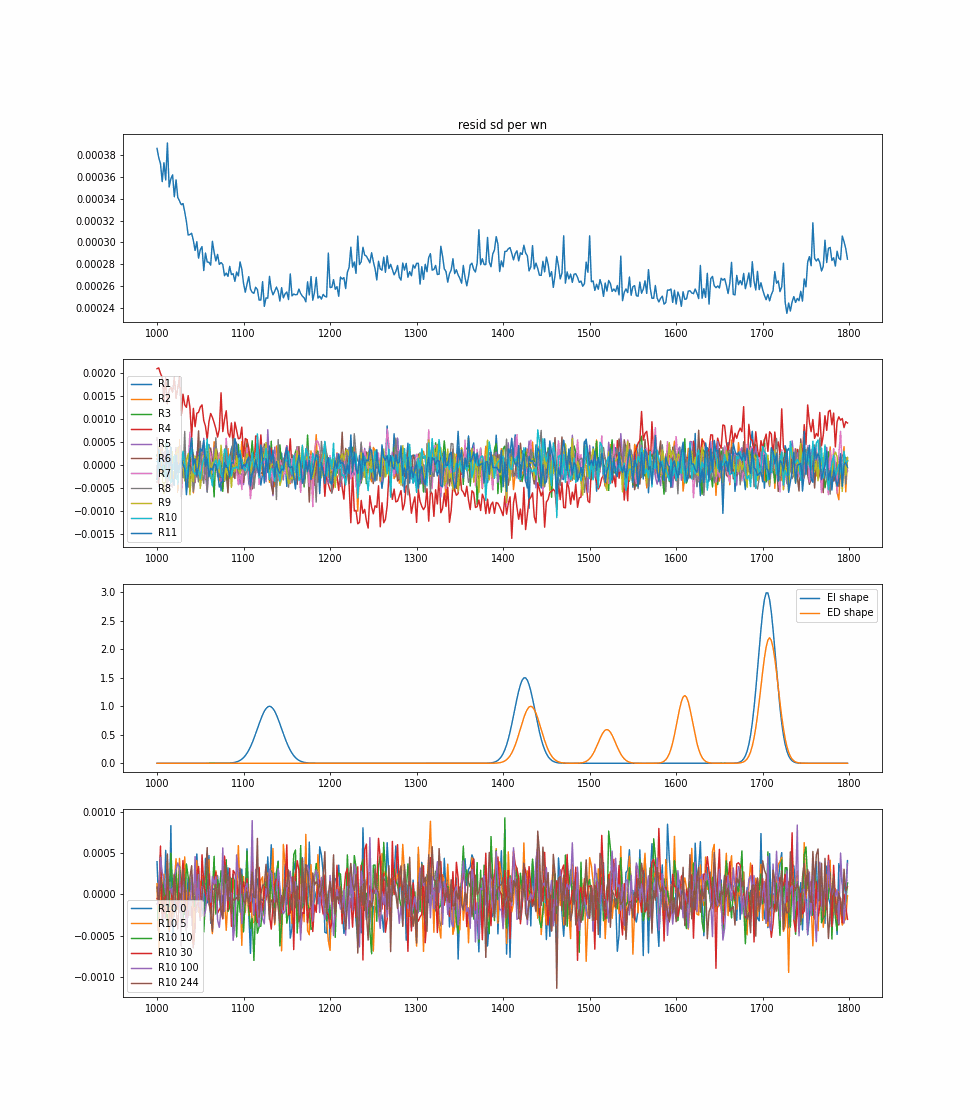 resid sd per wn
0.00038
0.00036
0.00034
0.00032
0.00030
0.00028
0.00026
0.00024
1000 1100 1200 1300 1400 1500 1600 1700 1800
0.0020
0.0015
0.0010
0.0005
0.0000
−0.0005
−0.0010
−0.0015
R1
R2
R3
R4
R5
R6
R7
R8
R9
R10
R11
1000 1100 1200 1300 1400 1500 1600 1700 1800
3.0
2.5
2.0
1.5
1.0
0.5
0.0
EI shape
ED shape
1000 1100 1200 1300 1400 1500 1600 1700 1800
0.0010
0.0005
0.0000
−0.0005
−0.0010
R10 0
R10 5
R10 10
R10 30
R10 100
R10 244
1000 1100 1200 1300 1400 1500 1600 1700 1800